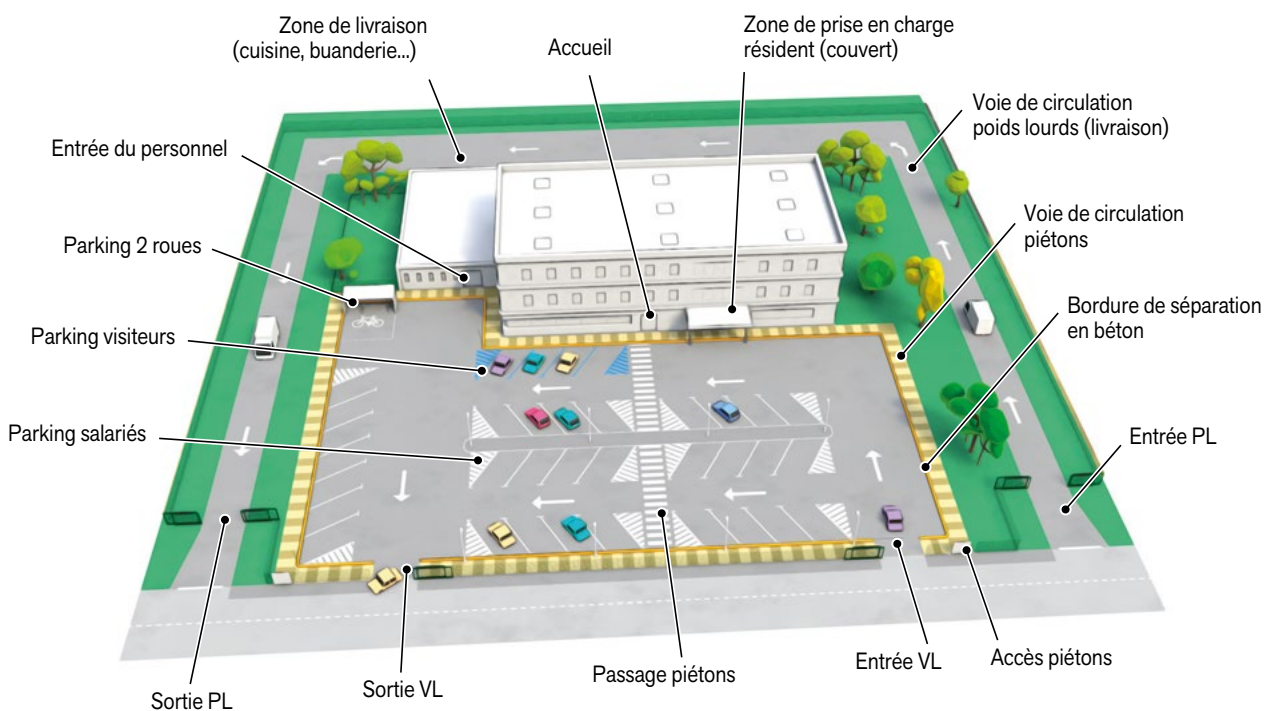 Zone de livraison
(cuisine, buanderie...)
Accueil
Zone de prise en charge
résident (couvert)
Voie de circulation
poids lourds (livraison)
Entrée du personnel
Voie de circulation
piétons
Parking 2 roues
Bordure de séparation
en béton
Parking visiteurs
Parking salariés
Entrée PL
Passage piétons
Entrée VL
Accès piétons
Sortie VL
Sortie PL